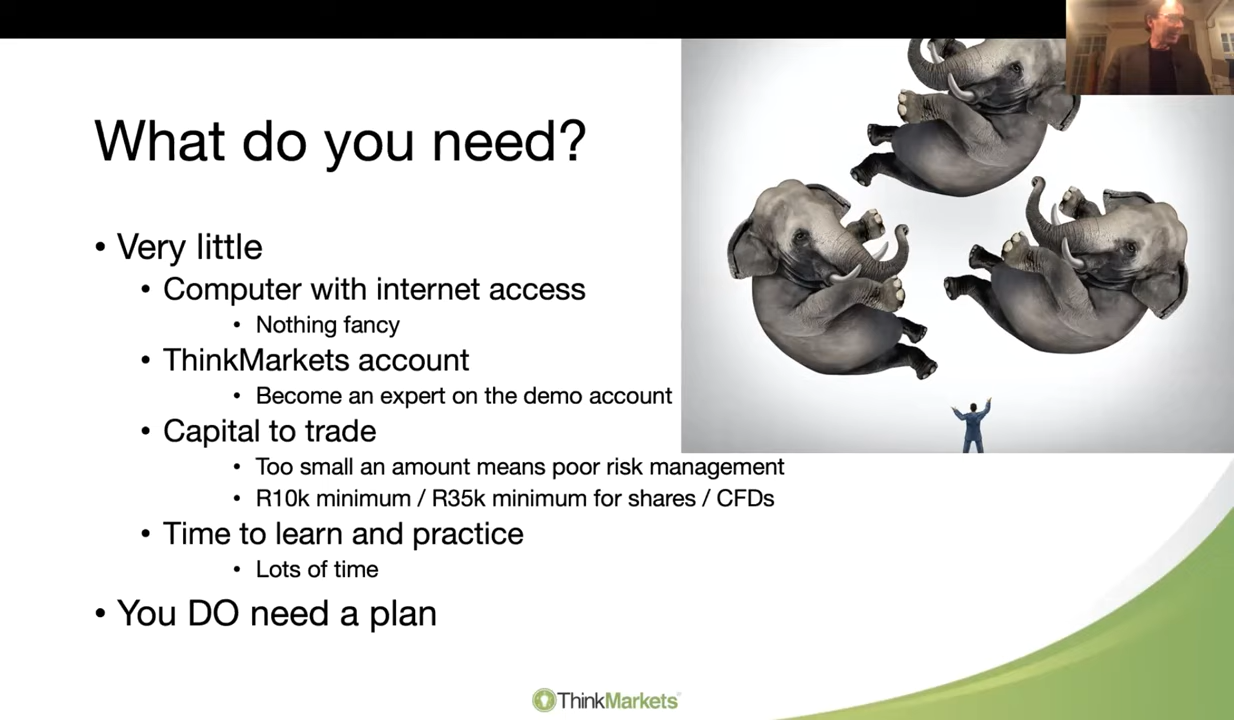 What do you need?
• Very little
• Computer with internet access
• Nothing fancy
• ThinkMarkets account
• Become an expert on the demo account
• Capital to trade
• Too small an amount means poor risk management
• R10k minimum / R35k minimum for shares / CFDs
• Time to learn and practice
• Lots of time
• You DO need a plan
ThinkMarkets